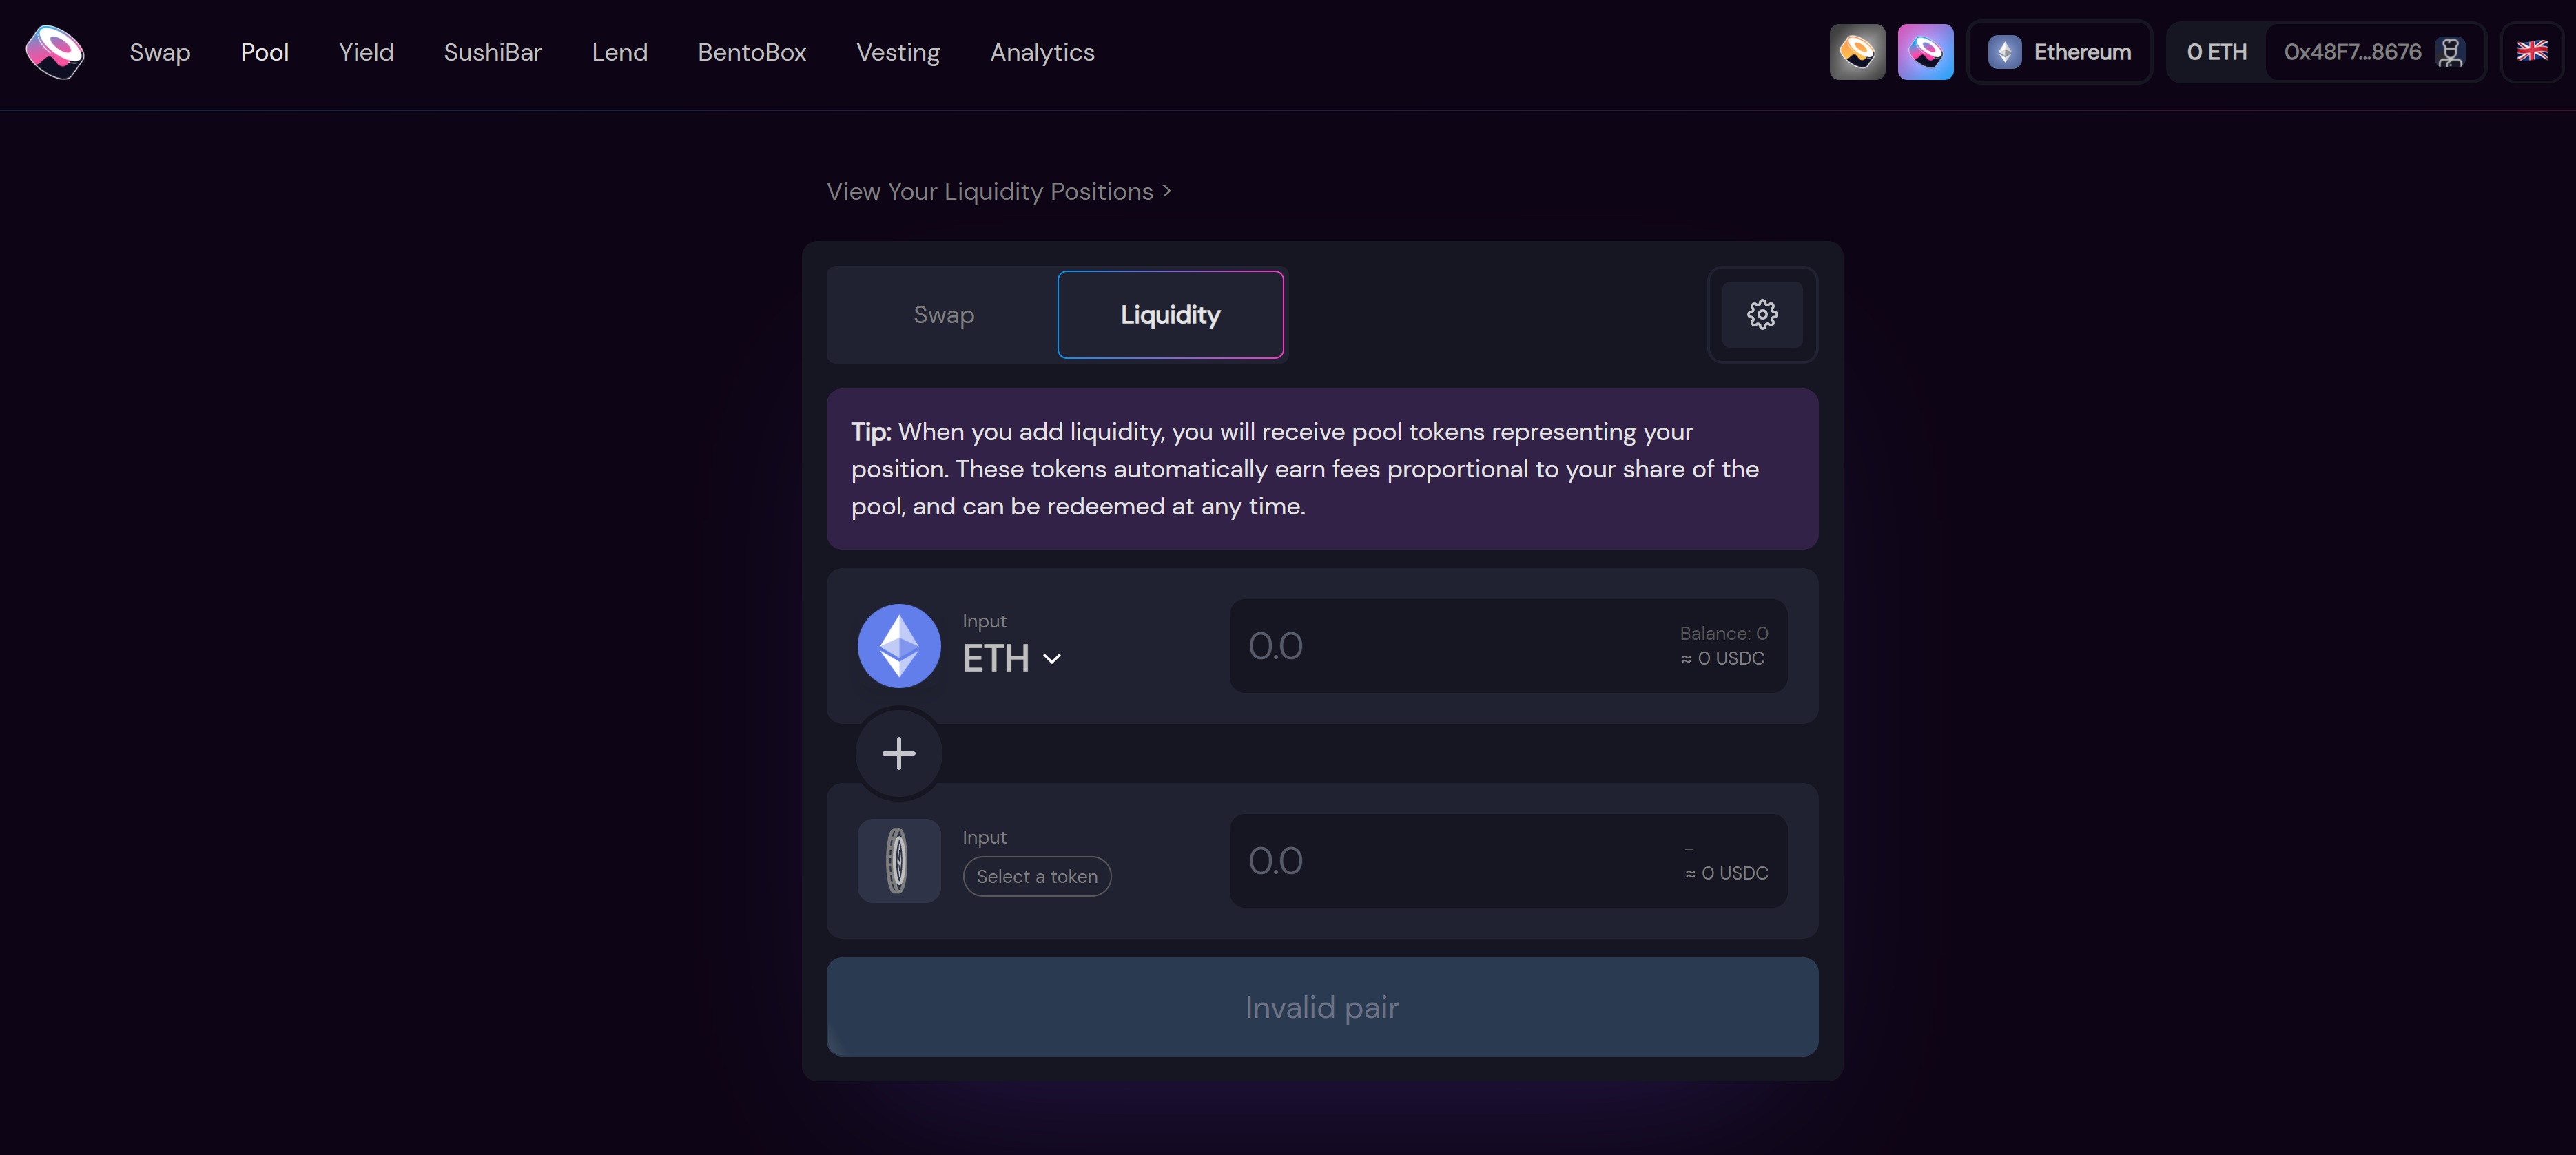 Swap Pool Yield SushiBar Lend BentoBox Vesting Analytics Ethereum 0 ETH 0x48F7...8676
View Your Liquidity Positions >
Swap Liquidity
Tip: When you add liquidity, you will receive pool tokens representing your
position. These tokens automatically earn fees proportional to your share of the
pool, and can be redeemed at any time.
Input
ETH
0.0
Balance: 0
≈ 0 USDC
Input
Select a token
0.0
-
≈ 0 USDC
Invalid pair